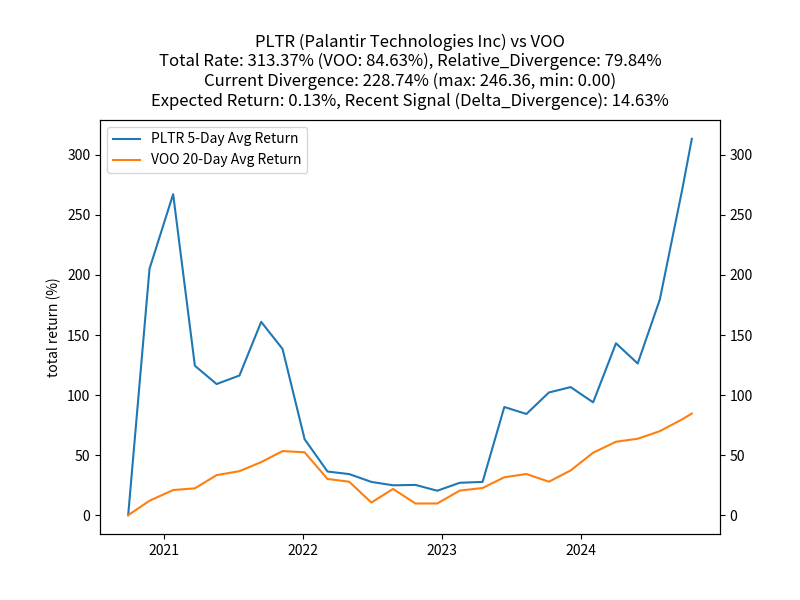 PLTR (Palantir Technologies Inc) vs VOO
Total Rate: 313.37% (VOO: 84.63%), Relative_Divergence: 79.84%
Current Divergence: 228.74% (max: 246.36, min: 0.00)
Expected Return: 0.13%, Recent Signal (Delta_Divergence): 14.63%
PLTR 5-Day Avg Return
VOO 20-Day Avg Return
total return (%)
300 300
250 250
200 200
150 150
100 100
50 50
0 0
2021 2022 2023 2024